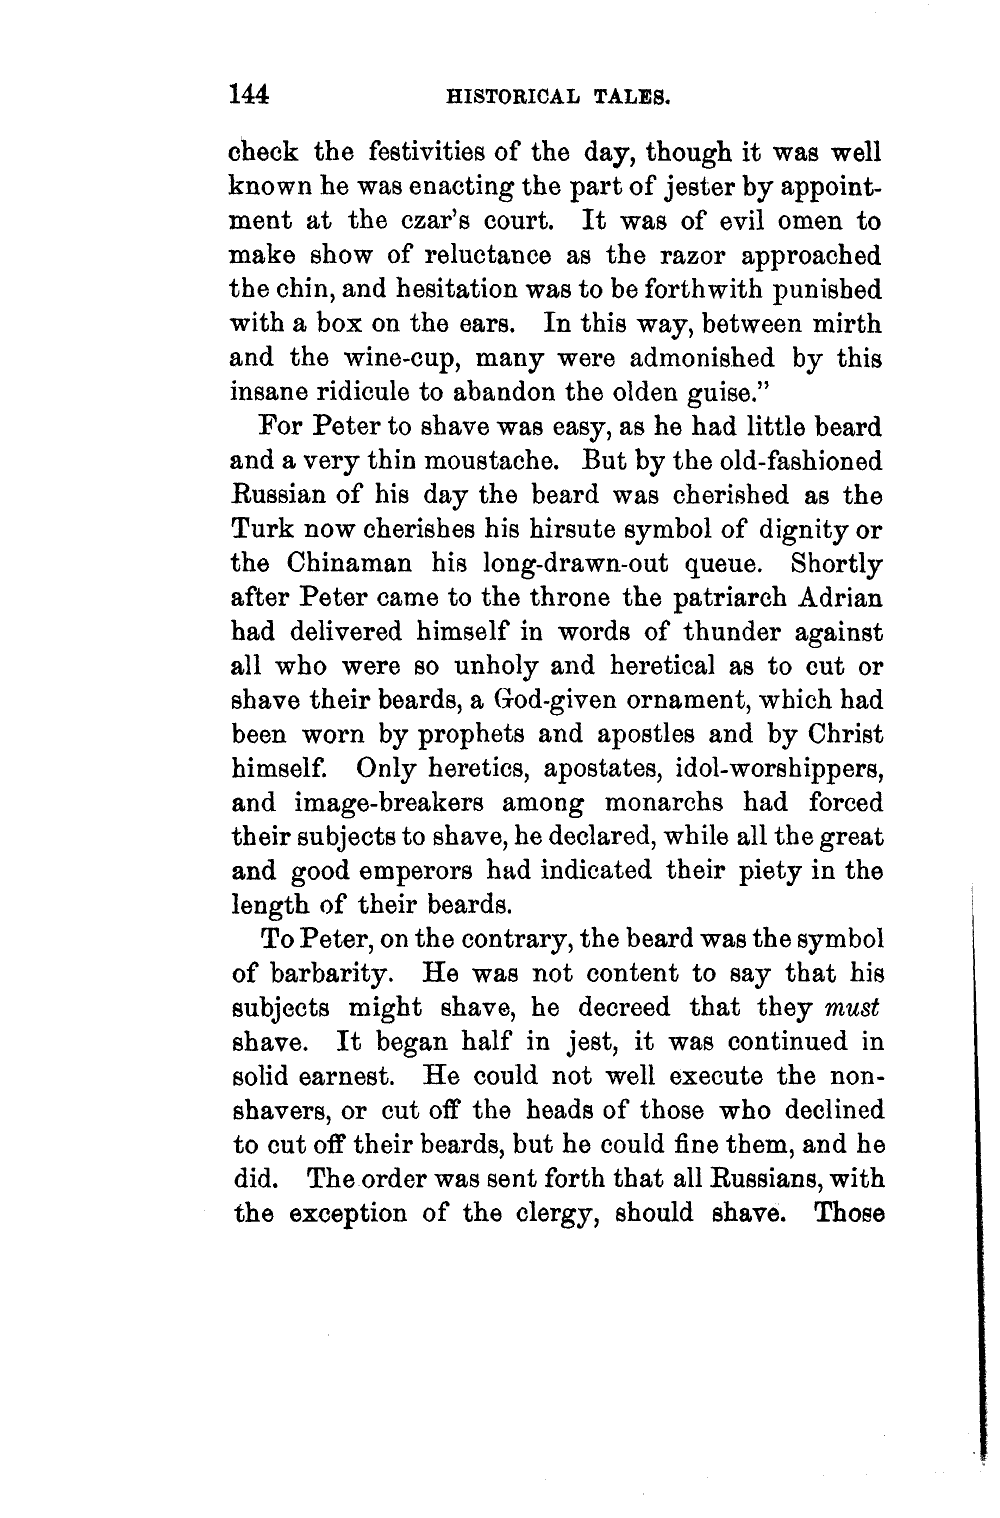 144 HISTORICAL TALES.
check the festivities of the day, though it was well
known he was enacting the part of jester by appoint-
ment at the czar's court. It was of evil omen to
make show of reluctance as the razor approached
the chin, and hesitation was to be forthwith punished
with a box on the ears. In this way, between mirth
and the wine-cup, many were admonished by this
insane ridicule to abandon the olden guise.”
For Peter to shave was easy, as he had little beard
and a very thin moustache. But by the old-fashioned
Russian of his day the beard was cherished as the
Turk now cherishes his hirsute symbol of dignity or
the Chinaman his long-drawn-out queue. Shortly
after Peter came to the throne the patriarch Adrian
had delivered himself in words of thunder against
all who were so unholy and heretical as to cut or
shave their beards, a God-given ornament, which had
been worn by prophets and apostles and by Christ
himself. Only heretics, apostates, idol-worshippers,
and image-breakers among monarchs had forced
their subjects to shave, he declared, while all the great
and good emperors had indicated their piety in the
length of their beards.
To Peter, on the contrary, the beard was the symbol
of barbarity. He was not content to say that his
subjects might shave, he decreed that they must
shave. It began half in jest, it was continued in
solid earnest. He could not well execute the non-
shavers, or cut off the heads of those who declined
to cut off their beards, but he could fine them, and he
did. The order was sent forth that all Russians, with
the exception of the clergy, should shave. Those